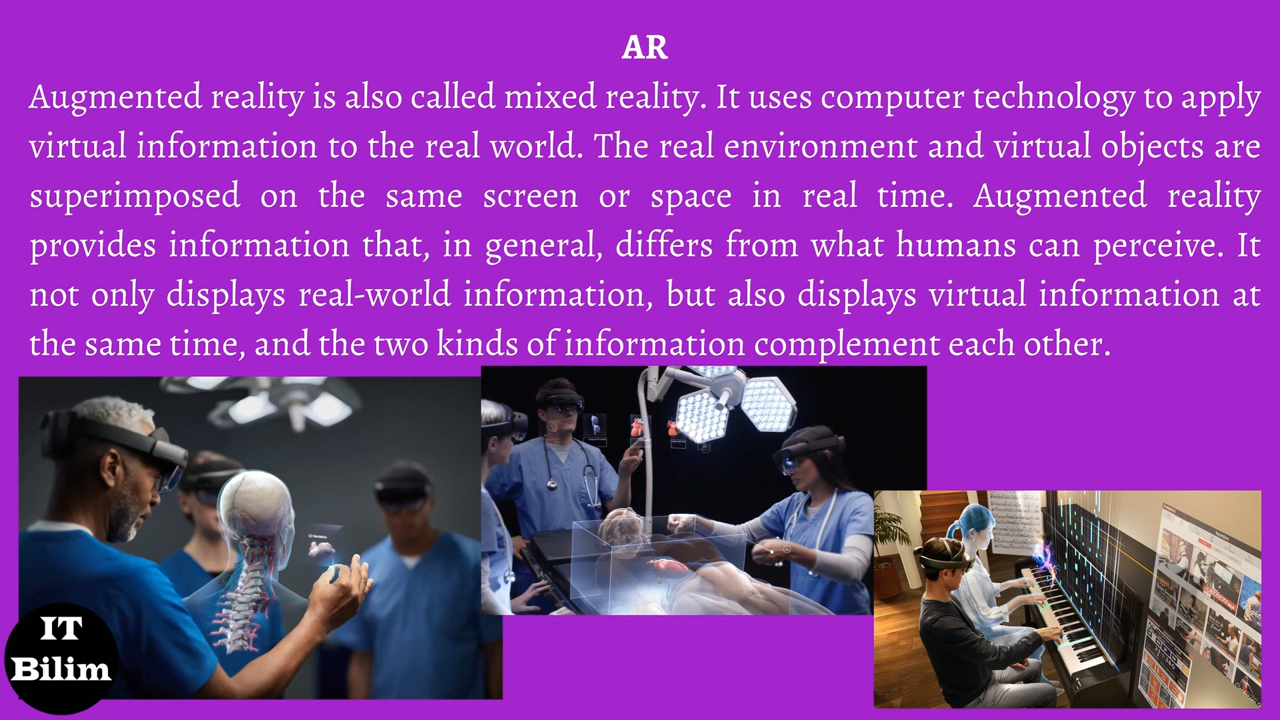 AR
Augmented reality is also called mixed reality. It uses computer technology to apply
virtual information to the real world. The real environment and virtual objects are
superimposed on the same screen or space in real time. Augmented reality
provides information that, in general, differs from what humans can perceive. It
not only displays real-world information, but also displays virtual information at
the same time, and the two kinds of information complement each other.
IT
Bilim